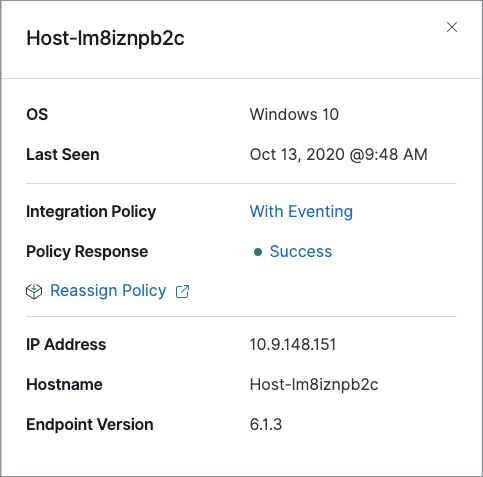 Host-lm8iznpb2c
OS Windows 10
Last Seen Oct 13, 2020 @9:48 AM
Integration Policy With Eventing
Policy Response Success
Reassign Policy
IP Address 10.9.148.151
Hostname Host-lm8iznpb2c
Endpoint Version 6.1.3